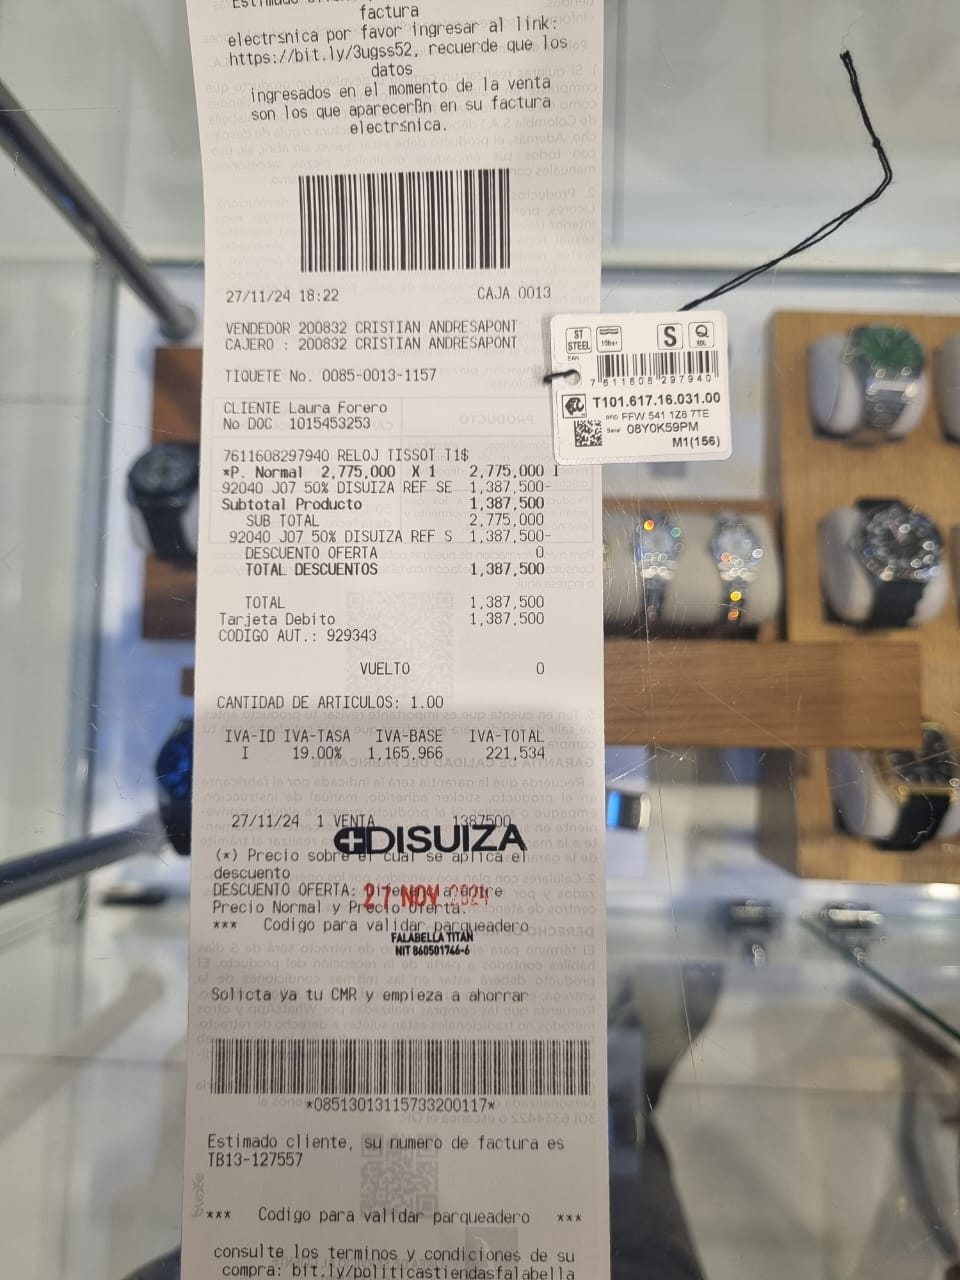 factura
electrsnica por favor ingresar al link:
https://bit.ly/3ugss52, recuerde que los
datos
ingresados en el momento de la venta
son los que aparecerBn en su factura
electrsnica.
27/11/24 18:22 CAJA 0013
VENDEDOR 200832 CRISTIAN ANDRESAPONT
CAJERO : 200832 CRISTIAN ANDRESAPONT
TIQUETE No. 0085-0013-1157
CLIENTE Laura Forero
No DOC 1015453253
7611608297940 RELOJ TISSOT T1$
*P. Normal 2,775,000 X 1 2,775,000 I
92040 J07 50% DISUIZA REF SE 1,387,500-
Subtotal Producto 1,387,500
SUB TOTAL 2,775,000
92040 J07 50% DISUIZA REF S 1,387,500-
DESCUENTO OFERTA 0
TOTAL DESCUENTOS 1,387,500
TOTAL 1,387,500
Tarjeta Debito 1,387,500
CODIGO AUT.: 929343
VUELTO 0
CANTIDAD DE ARTICULOS: 1.00
IVA-ID IVA-TASA IVA-BASE IVA-TOTAL
I 19.00% 1,165,966 221,534
27/11/24 1 VENTA 1387500
DISUIZA
(*) Precio sobre el cual se aplica el
descuento
DESCUENTO OFERTA: entre
27 NOV 2024
Precio Normal y Precio Oferta.
*** Codigo para validar parqueadero
FALABELLA TITAN
NIT 860501746-6
Solicta ya tu CMR y empieza a ahorrar
*08513013115733200117*
Estimado cliente, su numero de factura es
TB13-127557
*** Codigo para validar parqueadero ***
consulte los terminos y condiciones de su
compra: bit.ly/politicastiendasfalabella
ST
STEEL
10bar
S
Q
EOL
EAN
7 611608 297940
T101.617.16.031.00
RFID FFW 541 1Z8 7TE
Serial 08Y0K59PM
M1(156)